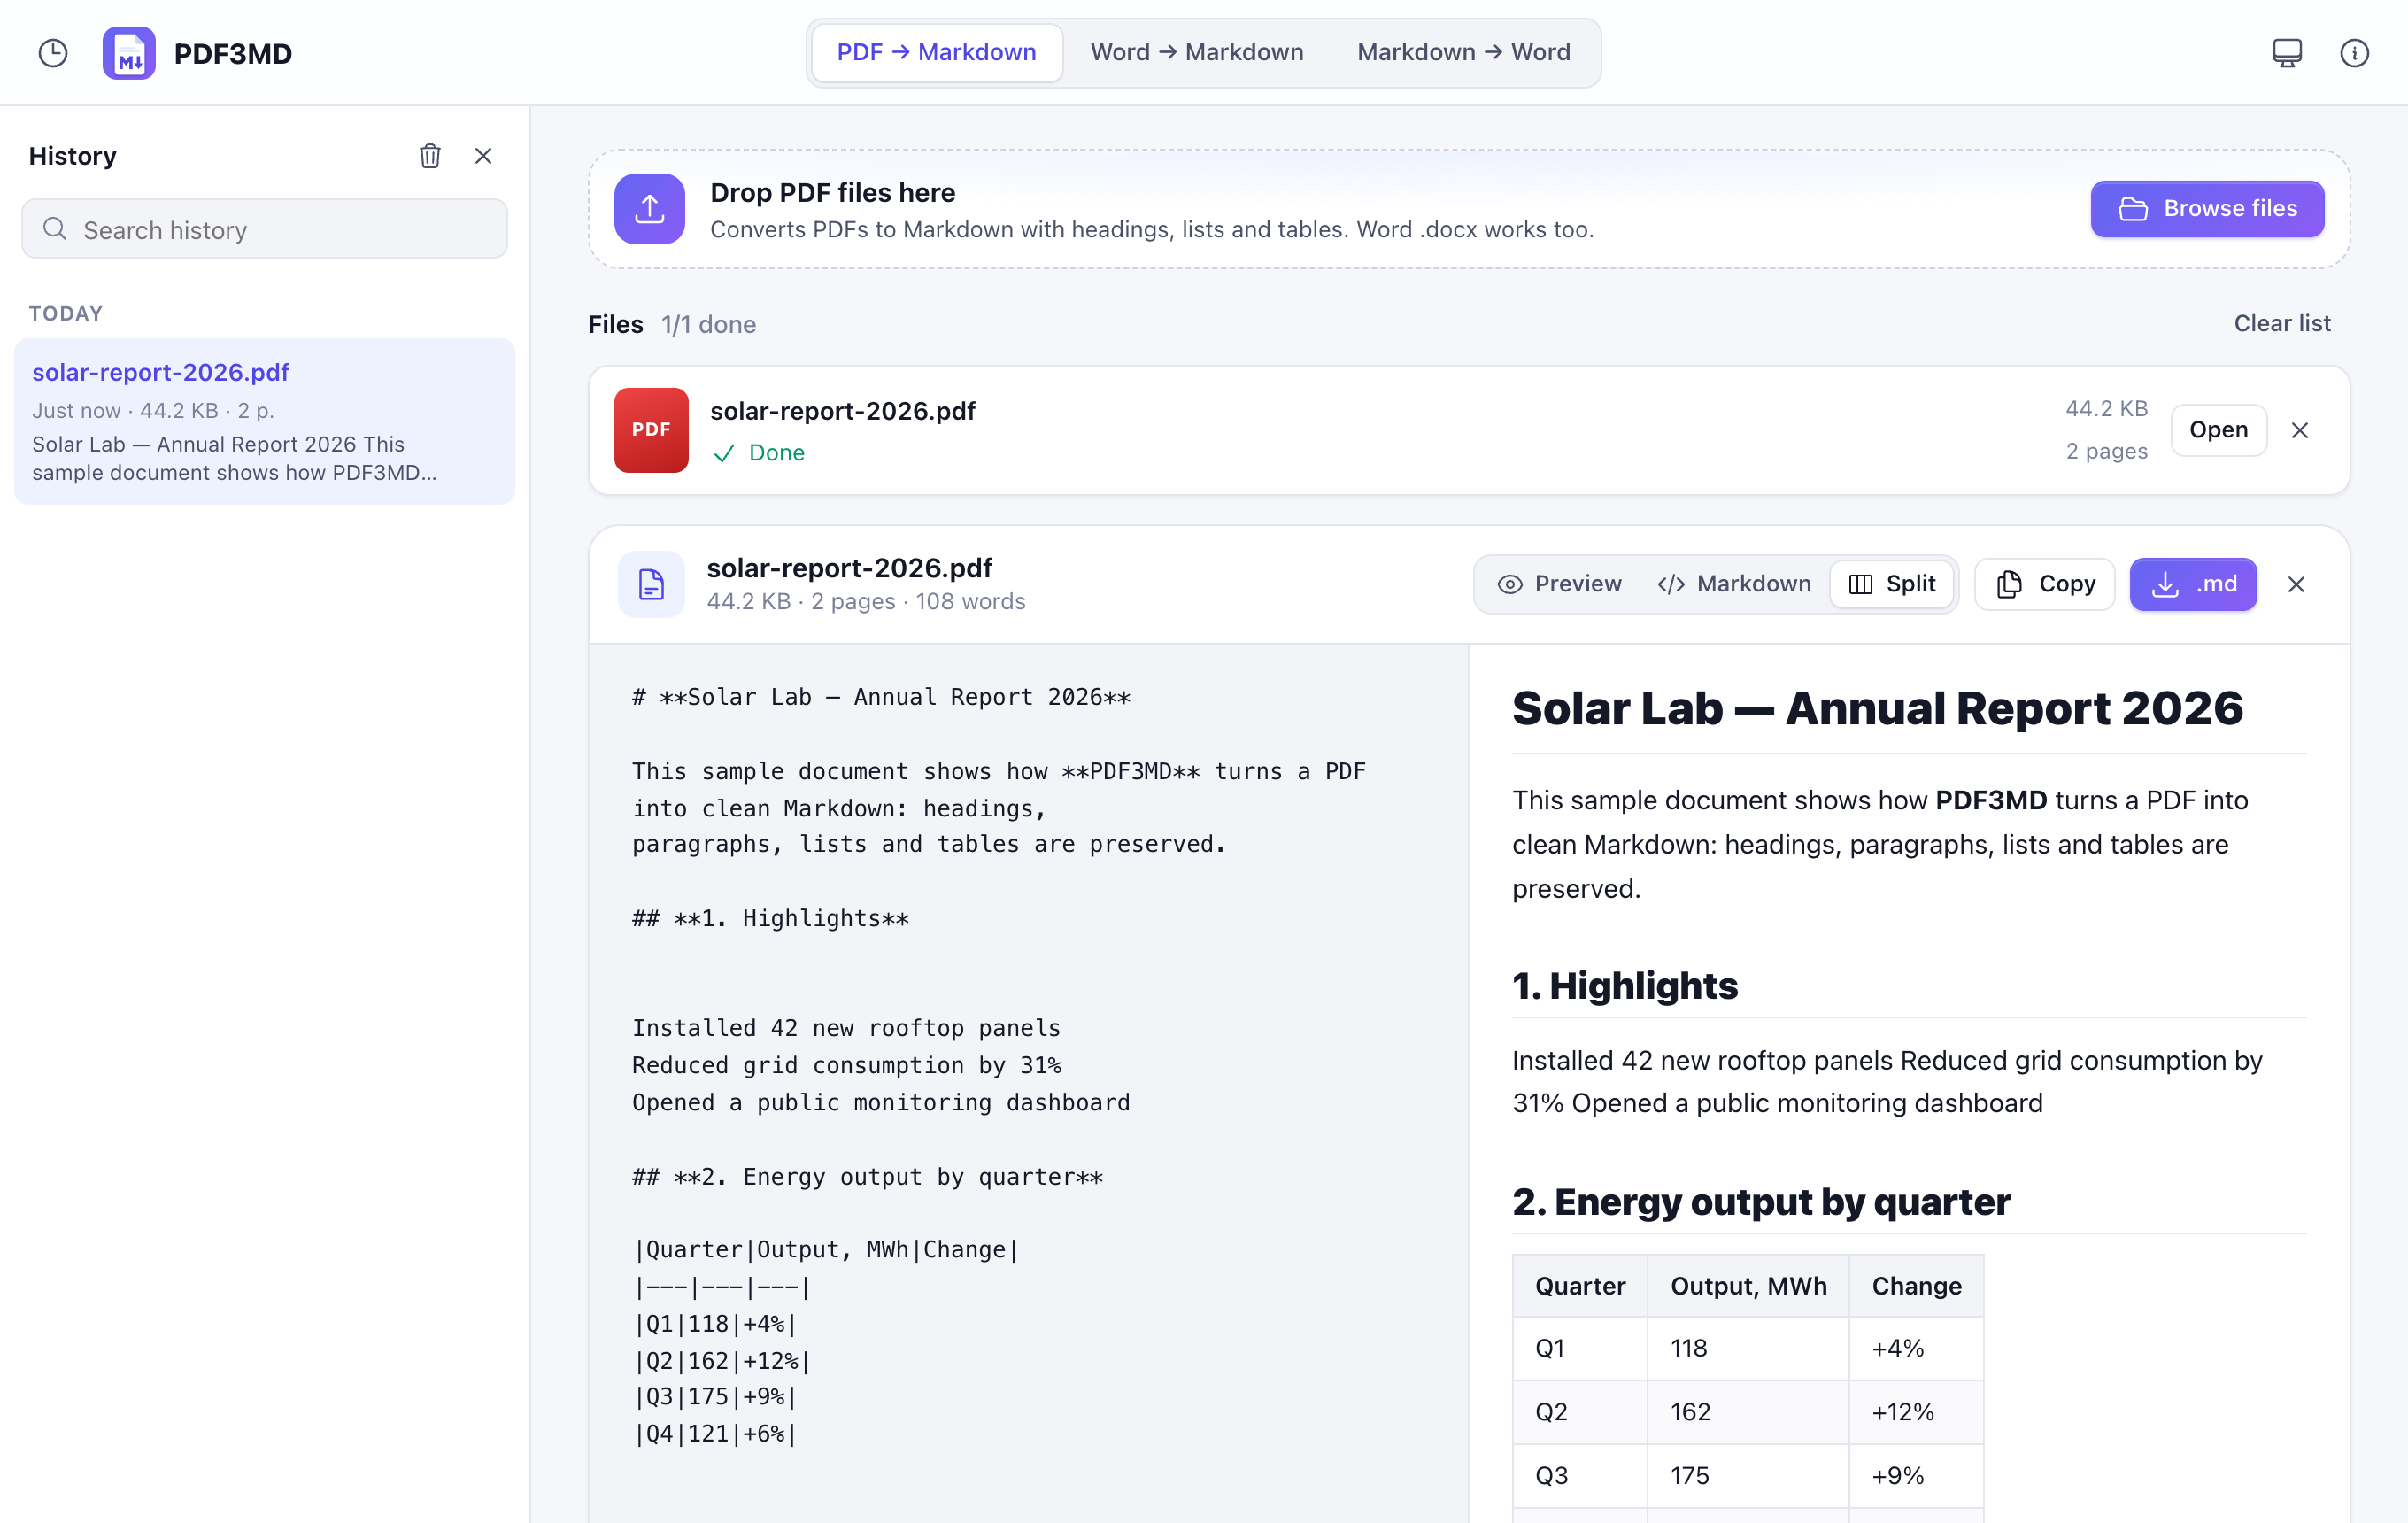 M↓
PDF3MD
PDF → Markdown
Word → Markdown
Markdown → Word
History
Search history
TODAY
solar-report-2026.pdf
Just now · 44.2 KB · 2 p.
Solar Lab — Annual Report 2026 This
sample document shows how PDF3MD...
Drop PDF files here
Converts PDFs to Markdown with headings, lists and tables. Word .docx works too.
Browse files
Files 1/1 done
Clear list
PDF
solar-report-2026.pdf
Done
44.2 KB
2 pages
Open
solar-report-2026.pdf
44.2 KB · 2 pages · 108 words
Preview
</> Markdown
Split
Copy
.md
# **Solar Lab — Annual Report 2026**
This sample document shows how **PDF3MD** turns a PDF
into clean Markdown: headings,
paragraphs, lists and tables are preserved.
## **1. Highlights**
Installed 42 new rooftop panels
Reduced grid consumption by 31%
Opened a public monitoring dashboard
## **2. Energy output by quarter**
|Quarter|Output, MWh|Change|
|---|---|---|
|Q1|118|+4%|
|Q2|162|+12%|
|Q3|175|+9%|
|Q4|121|+6%|
Solar Lab — Annual Report 2026
This sample document shows how PDF3MD turns a PDF into
clean Markdown: headings, paragraphs, lists and tables are
preserved.
1. Highlights
Installed 42 new rooftop panels Reduced grid consumption by
31% Opened a public monitoring dashboard
2. Energy output by quarter
Quarter Output, MWh Change
Q1 118 +4%
Q2 162 +12%
Q3 175 +9%